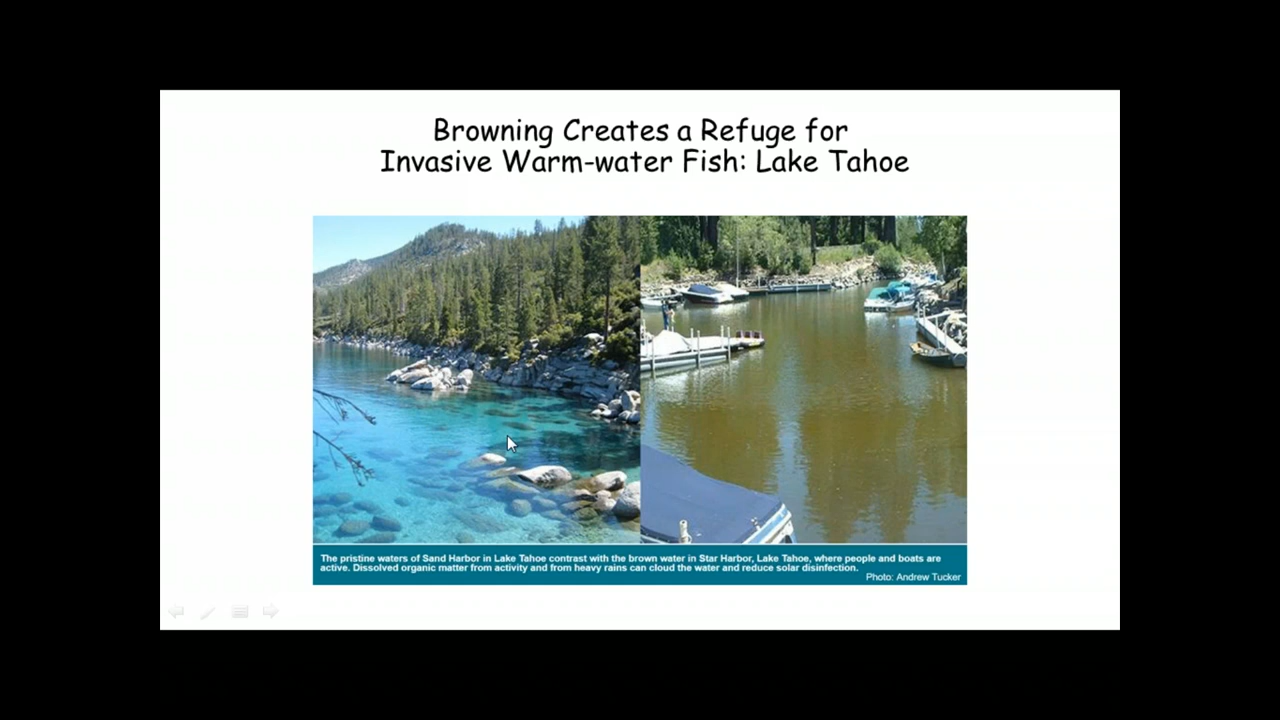 Browning Creates a Refuge for
Invasive Warm-water Fish: Lake Tahoe
The pristine waters of Sand Harbor in Lake Tahoe contrast with the brown water in Star Harbor, Lake Tahoe, where people and boats are
active. Dissolved organic matter from activity and from heavy rains can cloud the water and reduce solar disinfection.
Photo: Andrew Tucker